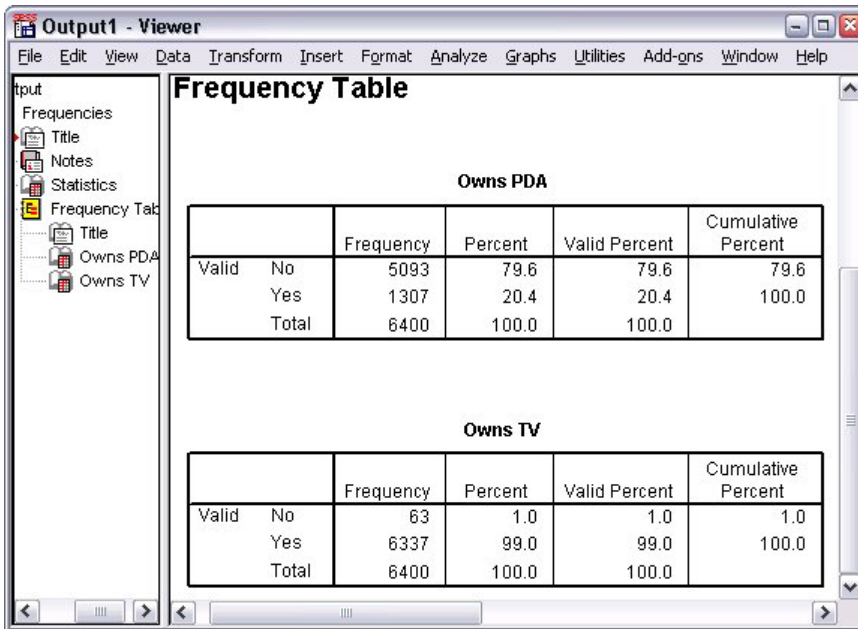 Output1 - Viewer
File Edit View Data Transform Insert Format Analyze Graphs Utilities Add-ons Window Help
tput
Frequencies
Title
Notes
Statistics
Frequency Tab
Title
Owns PDA
Owns TV
Frequency Table
Owns PDA
Frequency Percent Valid Percent Cumulative Percent
Valid No 5093 79.6 79.6 79.6
Yes 1307 20.4 20.4 100.0
Total 6400 100.0 100.0
Owns TV
Frequency Percent Valid Percent Cumulative Percent
Valid No 63 1.0 1.0 1.0
Yes 6337 99.0 99.0 100.0
Total 6400 100.0 100.0